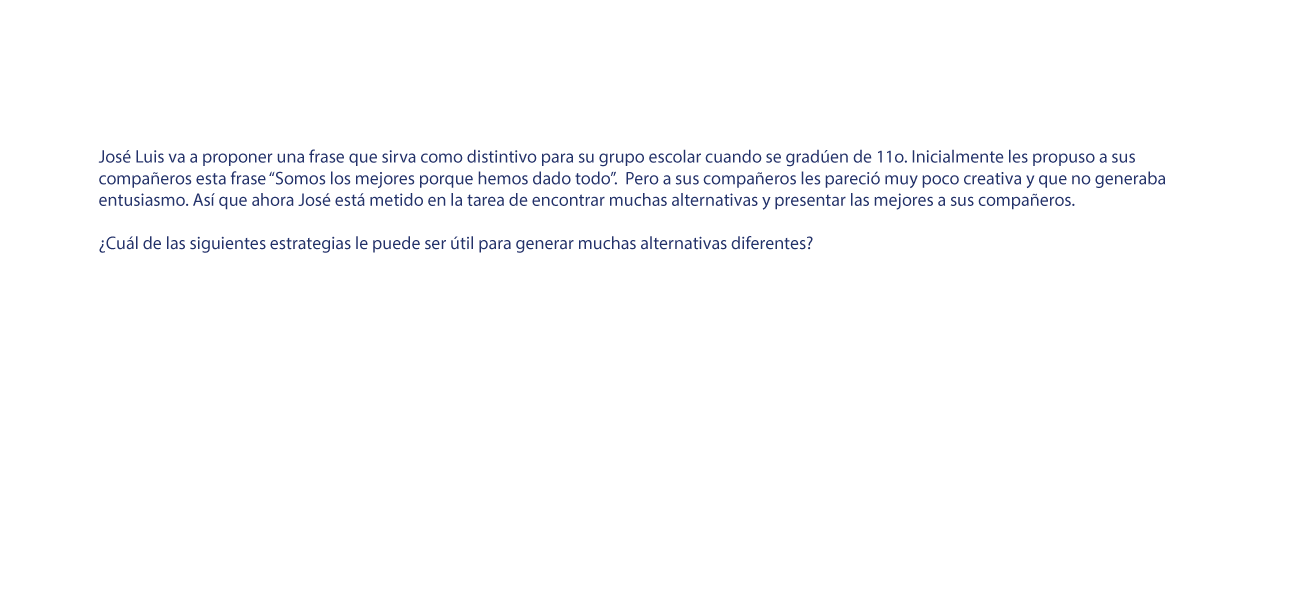 José Luis va a proponer una frase que sirva como distintivo para su grupo escolar cuando se gradúen de 11o. Inicialmente les propuso a sus
compañeros esta frase “Somos los mejores porque hemos dado todo”.  Pero a sus compañeros les pareció muy poco creativa y que no generaba
entusiasmo. Así que ahora José está metido en la tarea de encontrar muchas alternativas y presentar las mejores a sus compañeros.
¿Cuál de las siguientes estrategias le puede ser útil para generar muchas alternativas diferentes?